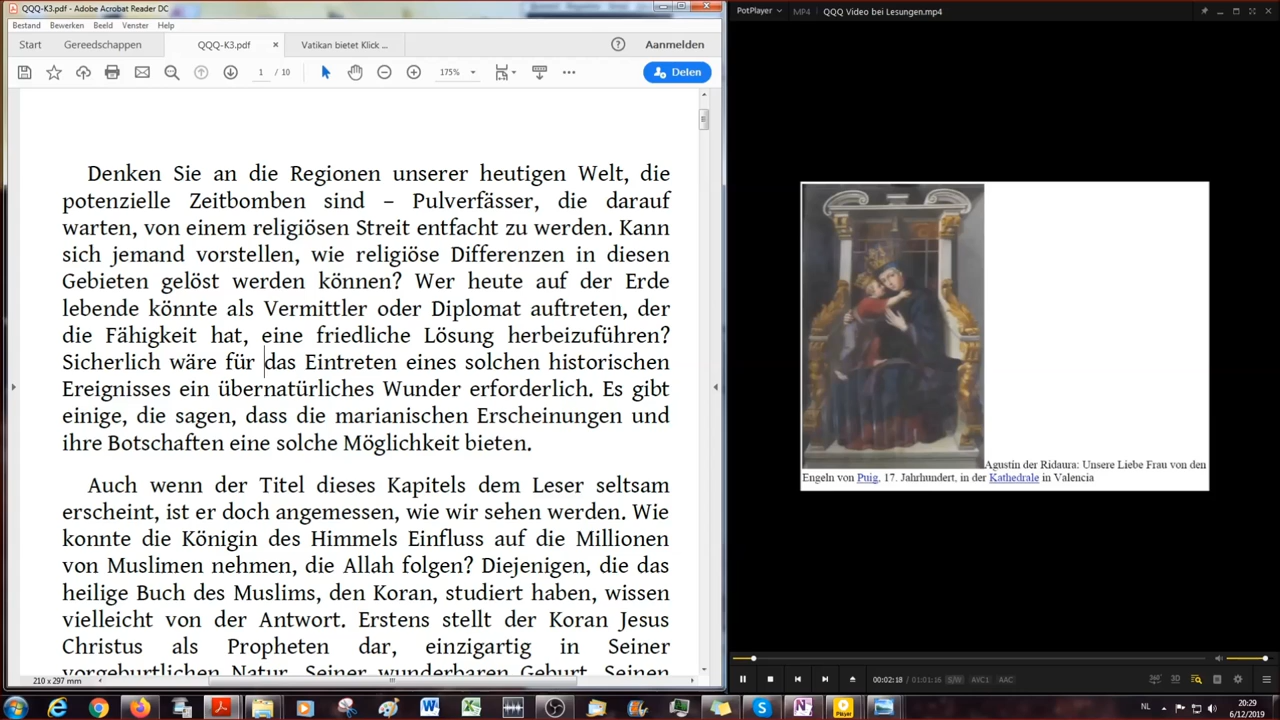 QQQ-K3.pdf - Adobe Acrobat Reader DC
Bestand Bewerken Beeld Venster Help
Start Gereedschappen QQQ-K3.pdf × Vatikan bietet Klick ... Aanmelden
1 / 10 175% Delen
Denken Sie an die Regionen unserer heutigen Welt, die
potenzielle Zeitbomben sind – Pulverfässer, die darauf
warten, von einem religiösen Streit entfacht zu werden. Kann
sich jemand vorstellen, wie religiöse Differenzen in diesen
Gebieten gelöst werden können? Wer heute auf der Erde
lebende könnte als Vermittler oder Diplomat auftreten, der
die Fähigkeit hat, eine friedliche Lösung herbeizuführen?
Sicherlich wäre für das Eintreten eines solchen historischen
Ereignisses ein übernatürliches Wunder erforderlich. Es gibt
einige, die sagen, dass die marianischen Erscheinungen und
ihre Botschaften eine solche Möglichkeit bieten.
Auch wenn der Titel dieses Kapitels dem Leser seltsam
erscheint, ist er doch angemessen, wie wir sehen werden. Wie
konnte die Königin des Himmels Einfluss auf die Millionen
von Muslimen nehmen, die Allah folgen? Diejenigen, die das
heilige Buch des Muslims, den Koran, studiert haben, wissen
vielleicht von der Antwort. Erstens stellt der Koran Jesus
Christus als Propheten dar, einzigartig in Seiner
vorgeburtlichen Natur, Seiner wunderbaren Geburt, Seinen
210 x 297 mm
PotPlayer MP4 QQQ Video bei Lesungen.mp4
Agustín der Ridaura: Unsere Liebe Frau von den
Engeln von Puig, 17. Jahrhundert, in der Kathedrale in Valencia
00:02:18 / 01:01:16 S/W AVC1 AAC 3D
NL 20:29
6/12/2019